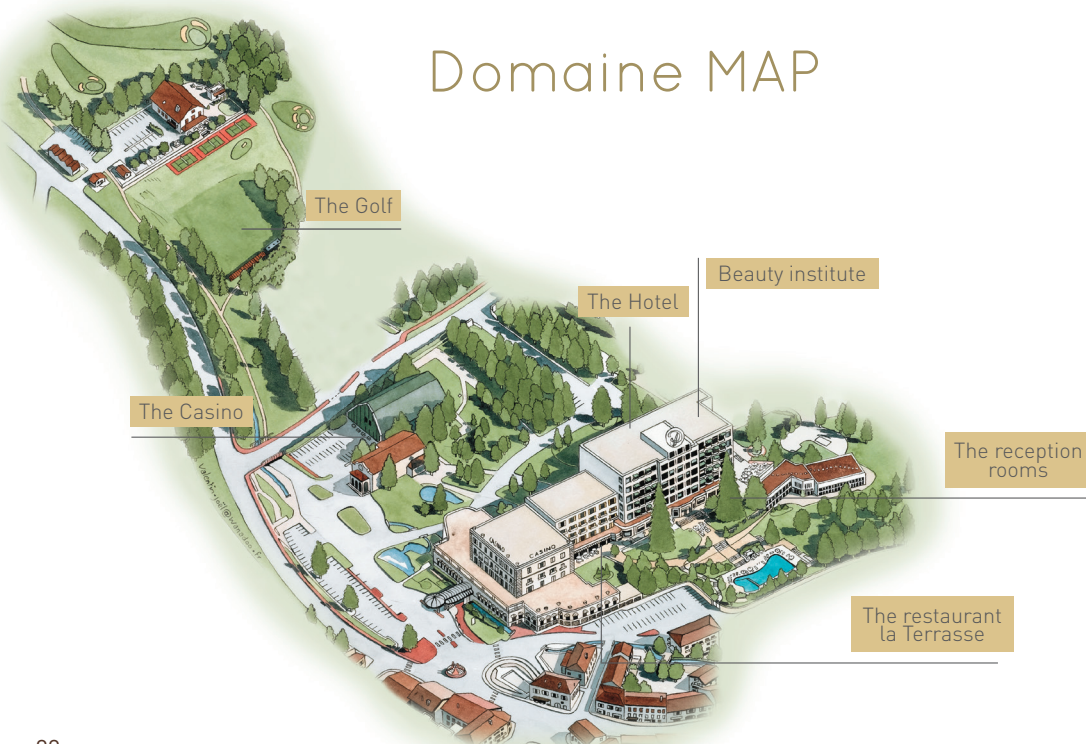 Domaine MAP
The Golf
Beauty institute
The Hotel
The Casino
The reception
rooms
CASINO
The restaurant
la Terrasse